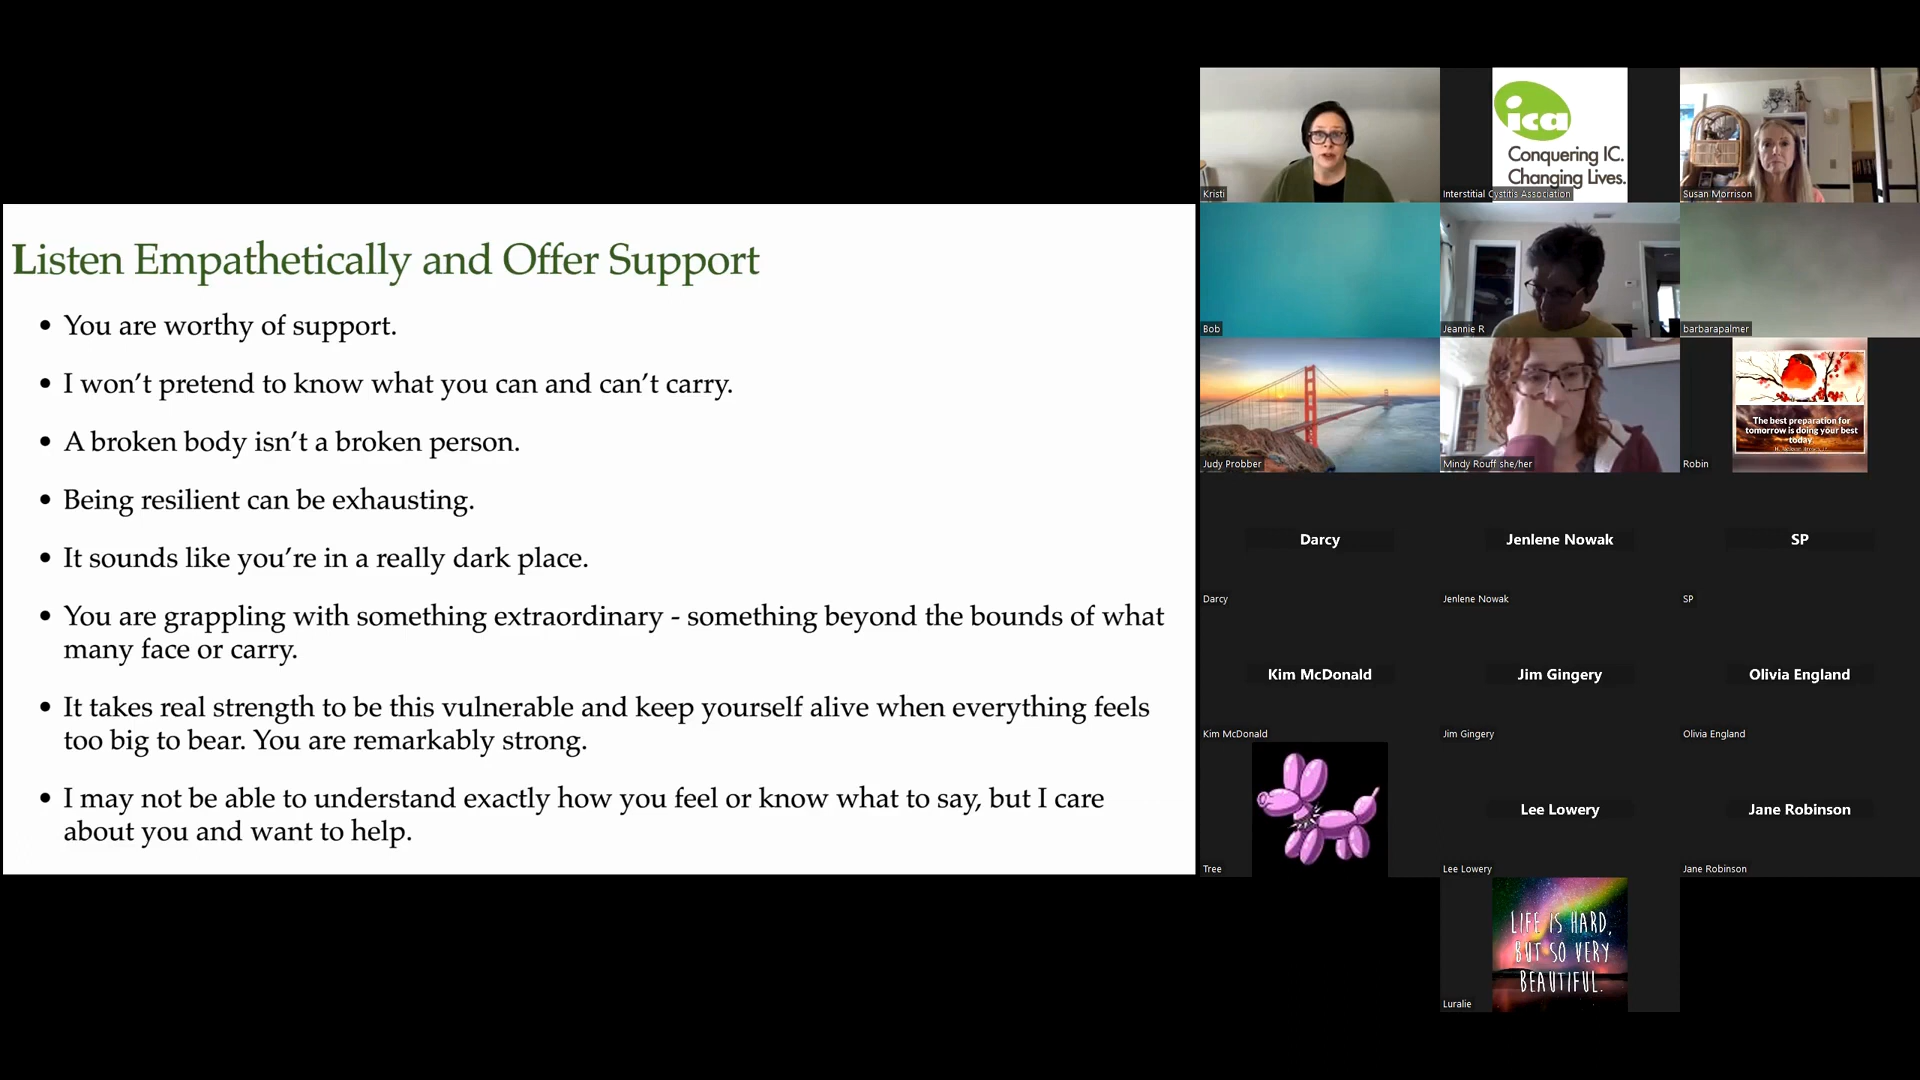 Listen Empathetically and Offer Support
• You are worthy of support.
• I won’t pretend to know what you can and can’t carry.
• A broken body isn’t a broken person.
• Being resilient can be exhausting.
• It sounds like you’re in a really dark place.
• You are grappling with something extraordinary - something beyond the bounds of what
many face or carry.
• It takes real strength to be this vulnerable and keep yourself alive when everything feels
too big to bear. You are remarkably strong.
• I may not be able to understand exactly how you feel or know what to say, but I care
about you and want to help.
Kristi
ica
Conquering IC.
Changing Lives.
Interstitial Cystitis Association
Susan Morrison
Bob
Jeannie R
barbarapalmer
Judy Probber
Mindy Rouff she/her
The best preparation for
tomorrow is doing your best
today.
Robin
Darcy
Darcy
Jenlene Nowak
Jenlene Nowak
SP
SP
Kim McDonald
Kim McDonald
Jim Gingery
Jim Gingery
Olivia England
Olivia England
Tree
Lee Lowery
Lee Lowery
Jane Robinson
Jane Robinson
LIFE IS HARD,
BUT SO VERY
BEAUTIFUL.
Luralie